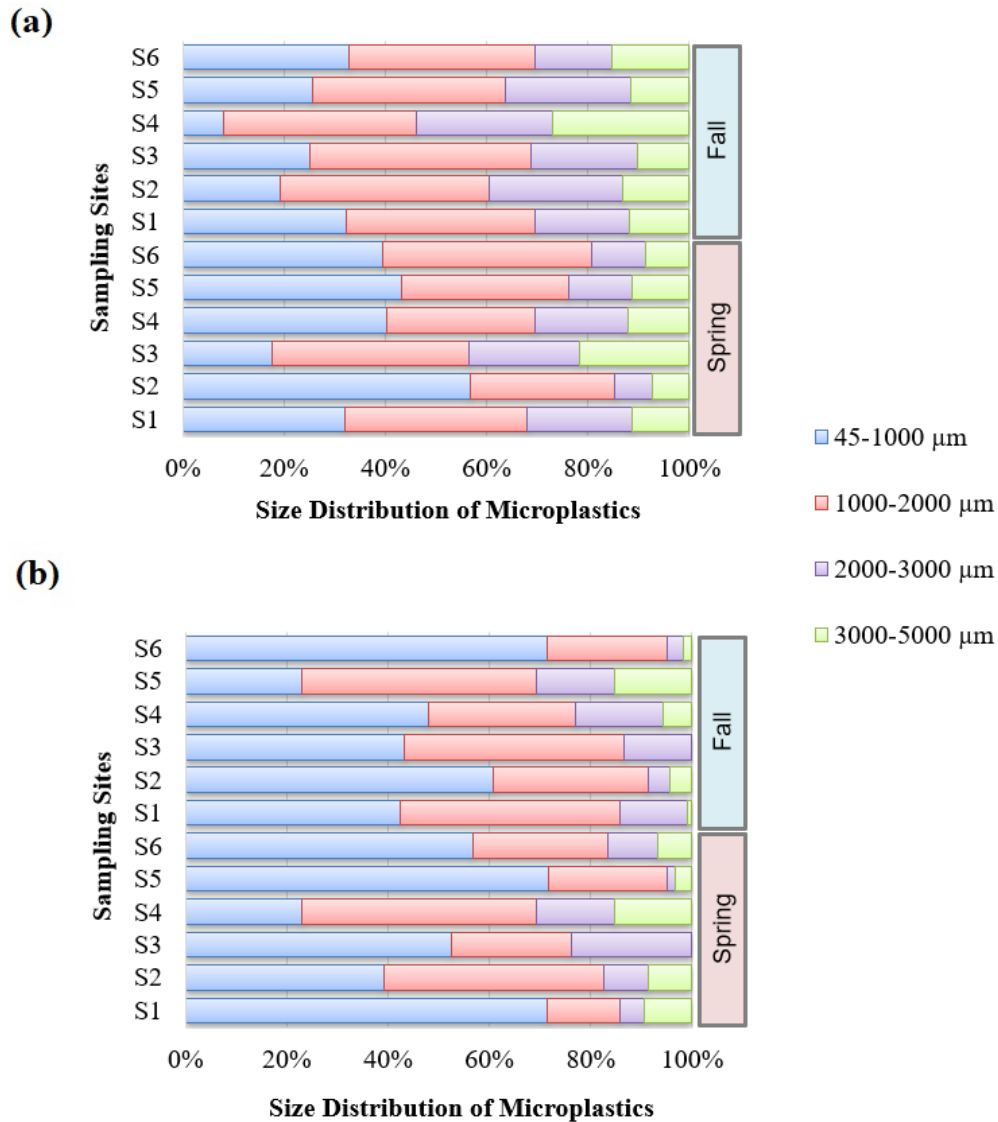 (a)
S6
S5
S4
S3
S2
S1
S6
S5
S4
S3
S2
S1
Sampling Sites
Fall
Spring
0% 20% 40% 60% 80% 100%
Size Distribution of Microplastics
45-1000 µm
1000-2000 µm
2000-3000 µm
3000-5000 µm
(b)
S6
S5
S4
S3
S2
S1
S6
S5
S4
S3
S2
S1
Sampling Sites
Fall
Spring
0% 20% 40% 60% 80% 100%
Size Distribution of Microplastics